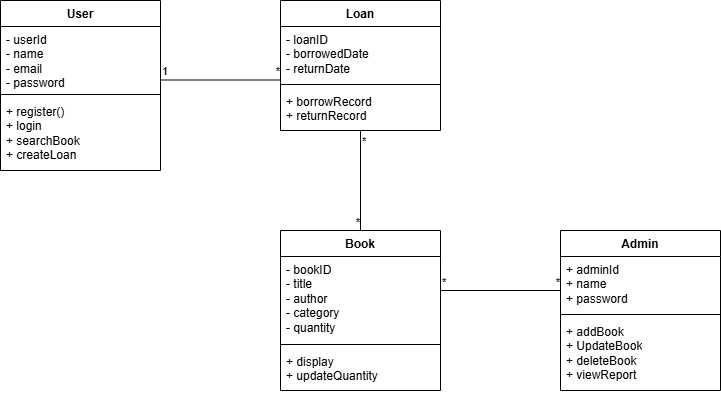 User
- userId
- name
- email
- password
+ register()
+ login
+ searchBook
+ createLoan
1
*
Loan
- loanID
- borrowedDate
- returnDate
+ borrowRecord
+ returnRecord
*
*
Book
- bookID
- title
- author
- category
- quantity
+ display
+ updateQuantity
*
*
Admin
+ adminId
+ name
+ password
+ addBook
+ UpdateBook
+ deleteBook
+ viewReport